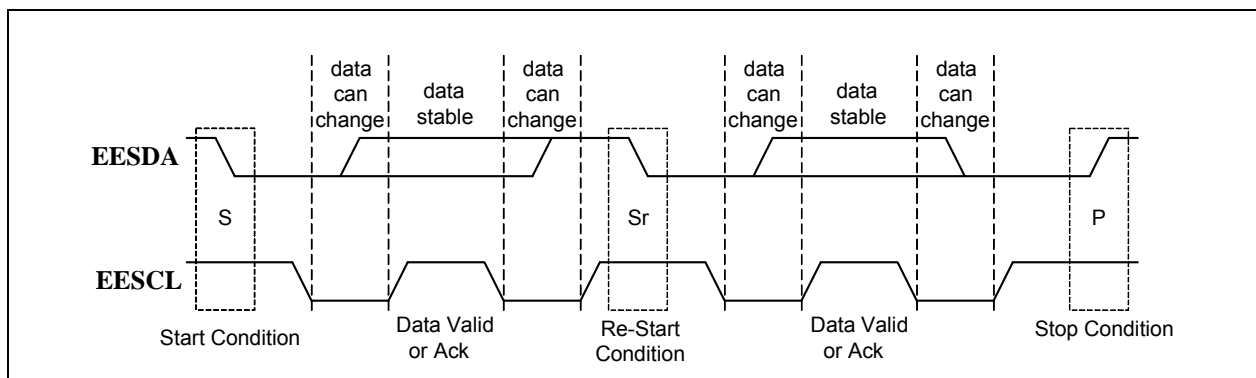 data
can
change
data
stable
data
can
change
data
can
change
data
stable
data
can
change
EESDA
S
Sr
P
EESCL
Start Condition
Data Valid
or Ack
Re-Start
Condition
Data Valid
or Ack
Stop Condition